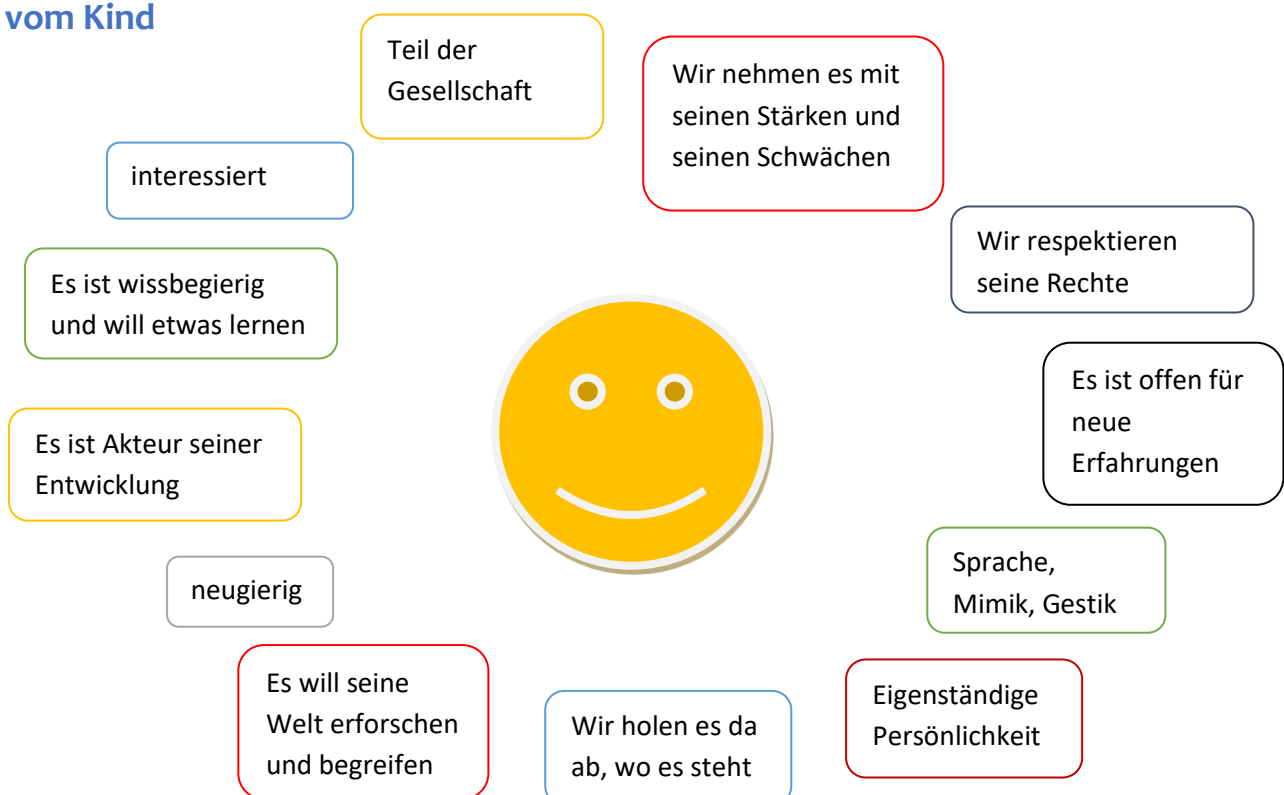 vom Kind
Teil der
Gesellschaft
Wir nehmen es mit
seinen Stärken und
seinen Schwächen
interessiert
Wir respektieren
seine Rechte
Es ist wissbegierig
und will etwas lernen
Es ist offen für
neue
Erfahrungen
Es ist Akteur seiner
Entwicklung
Sprache,
Mimik, Gestik
neugierig
Eigenständige
Persönlichkeit
Es will seine
Welt erforschen
und begreifen
Wir holen es da
ab, wo es steht